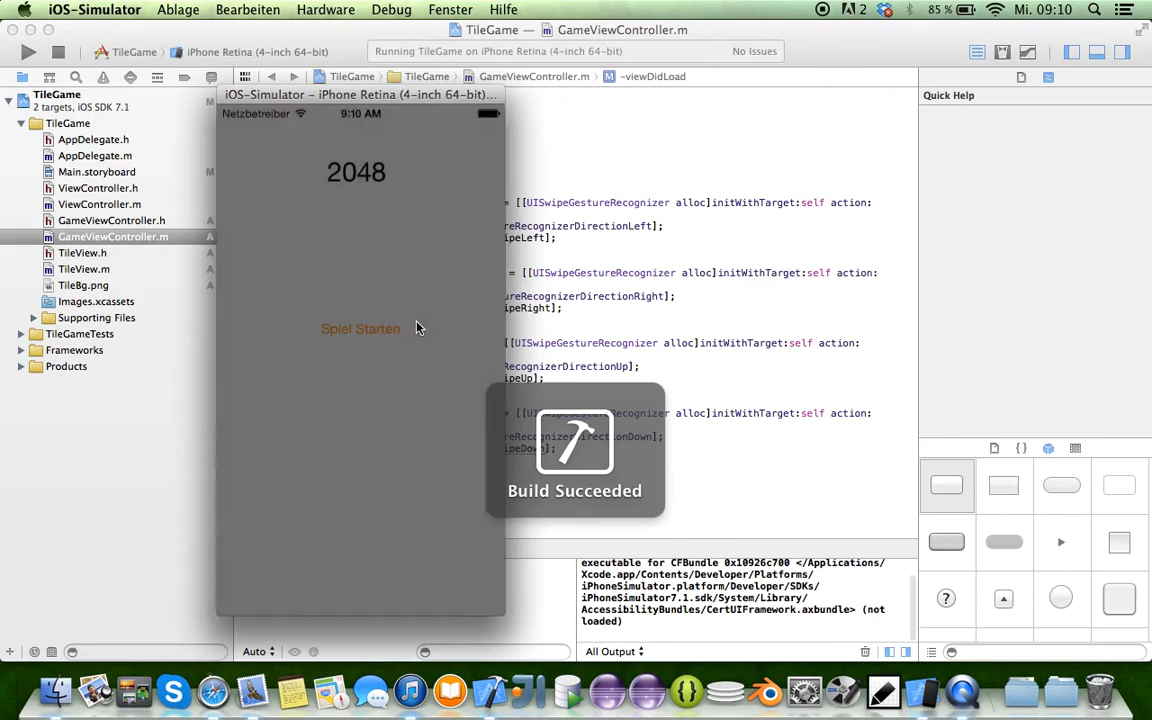 iOS-Simulator Ablage Bearbeiten Hardware Debug Fenster Hilfe
2 85 % Mi. 09:10
TileGame — GameViewController.m
TileGame iPhone Retina (4-inch 64-bit)
Running TileGame on iPhone Retina (4-inch 64-bit) No Issues
TileGame TileGame GameViewController.m M -viewDidLoad
TileGame M
2 targets, iOS SDK 7.1
TileGame
h AppDelegate.h
m AppDelegate.m
Main.storyboard M
h ViewController.h
m ViewController.m
h GameViewController.h A
m GameViewController.m A
h TileView.h A
m TileView.m A
TileBg.png A
Images.xcassets
Supporting Files
TileGameTests
Frameworks
Products
iOS-Simulator – iPhone Retina (4-inch 64-bit)...
Netzbetreiber 9:10 AM
2048
Spiel Starten
= [[UISwipeGestureRecognizer alloc]initWithTarget:self action:
reRecognizerDirectionLeft];
ipeLeft];
= [[UISwipeGestureRecognizer alloc]initWithTarget:self action:
ureRecognizerDirectionRight];
ipeRight];
[[UISwipeGestureRecognizer alloc]initWithTarget:self action:
RecognizerDirectionUp];
ipeUp];
= [[UISwipeGestureRecognizer alloc]initWithTarget:self action:
reRecognizerDirectionDown];
ipeDown];
Build Succeeded
executable for CFBundle 0x10926c700 </Applications/
Xcode.app/Contents/Developer/Platforms/
iPhoneSimulator.platform/Developer/SDKs/
iPhoneSimulator7.1.sdk/System/Library/
AccessibilityBundles/CertUIFramework.axbundle> (not
loaded)
Auto
All Output
Quick Help
{ }
?